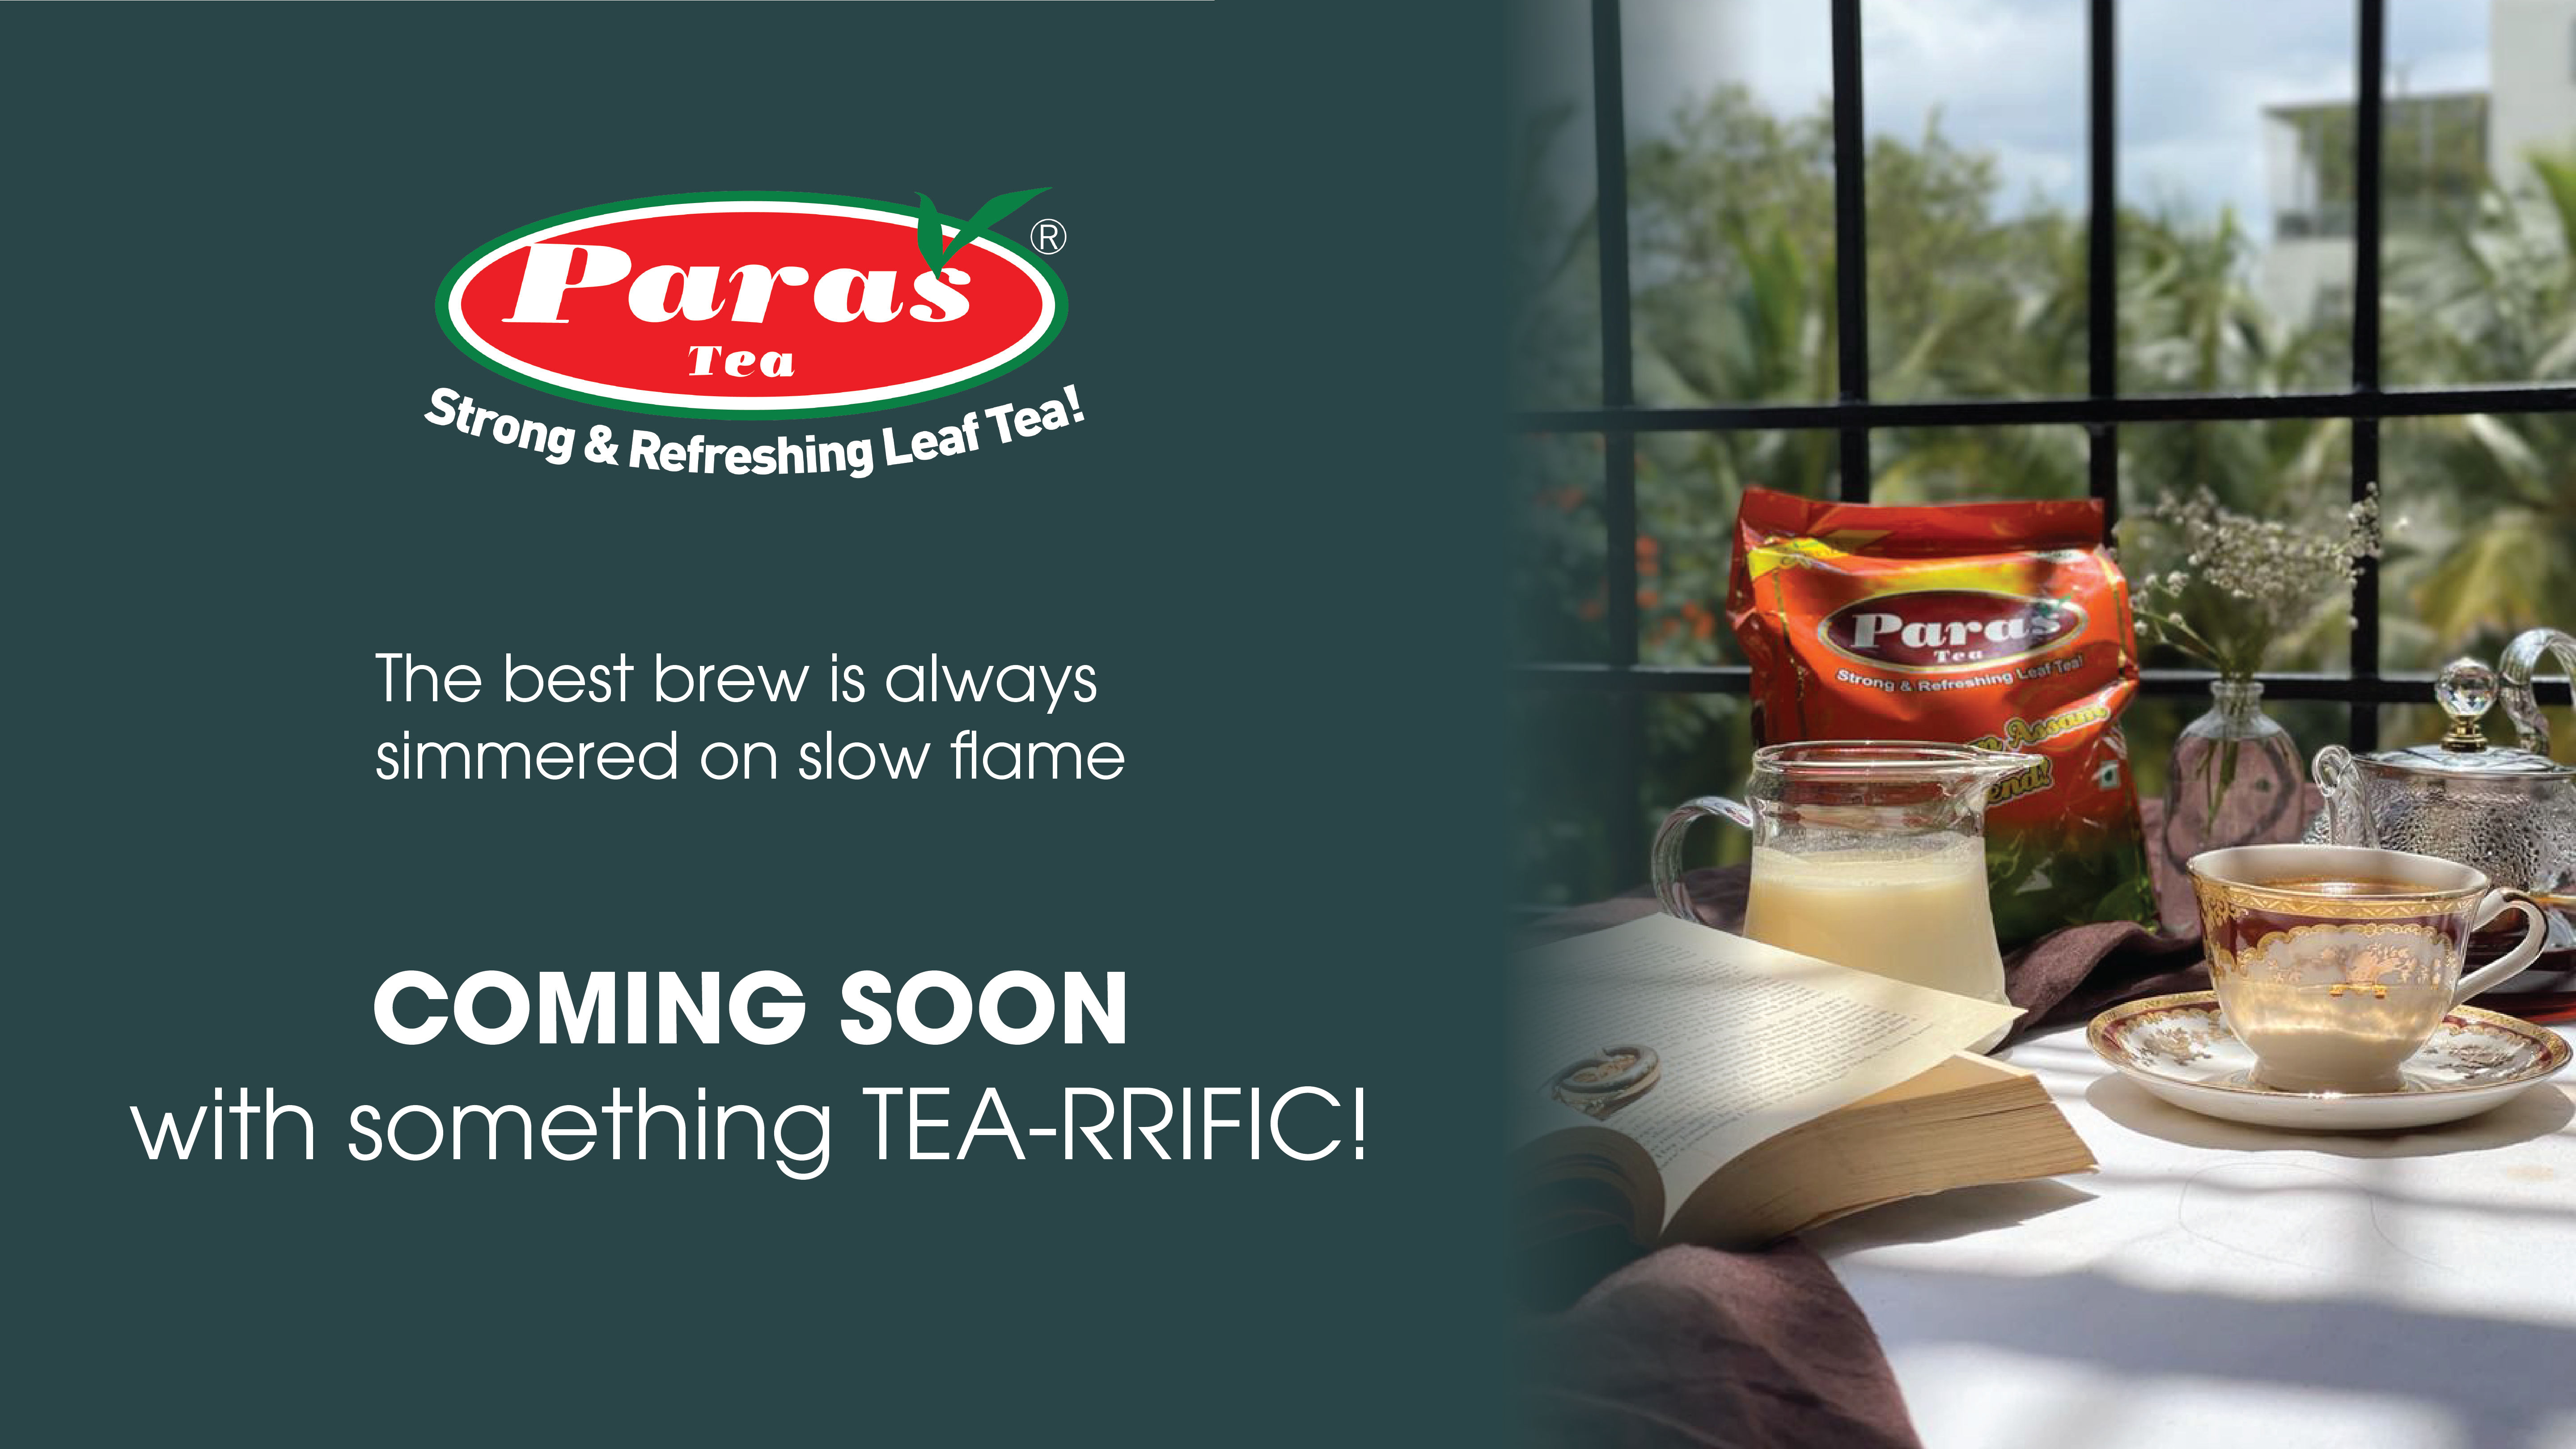 Paras
Tea
®
Strong & Refreshing Leaf Tea!
The best brew is always
simmered on slow flame
COMING SOON
with something TEA-RRIFIC!
Paras
Tea
Strong & Refreshing Leaf Tea!
Assam